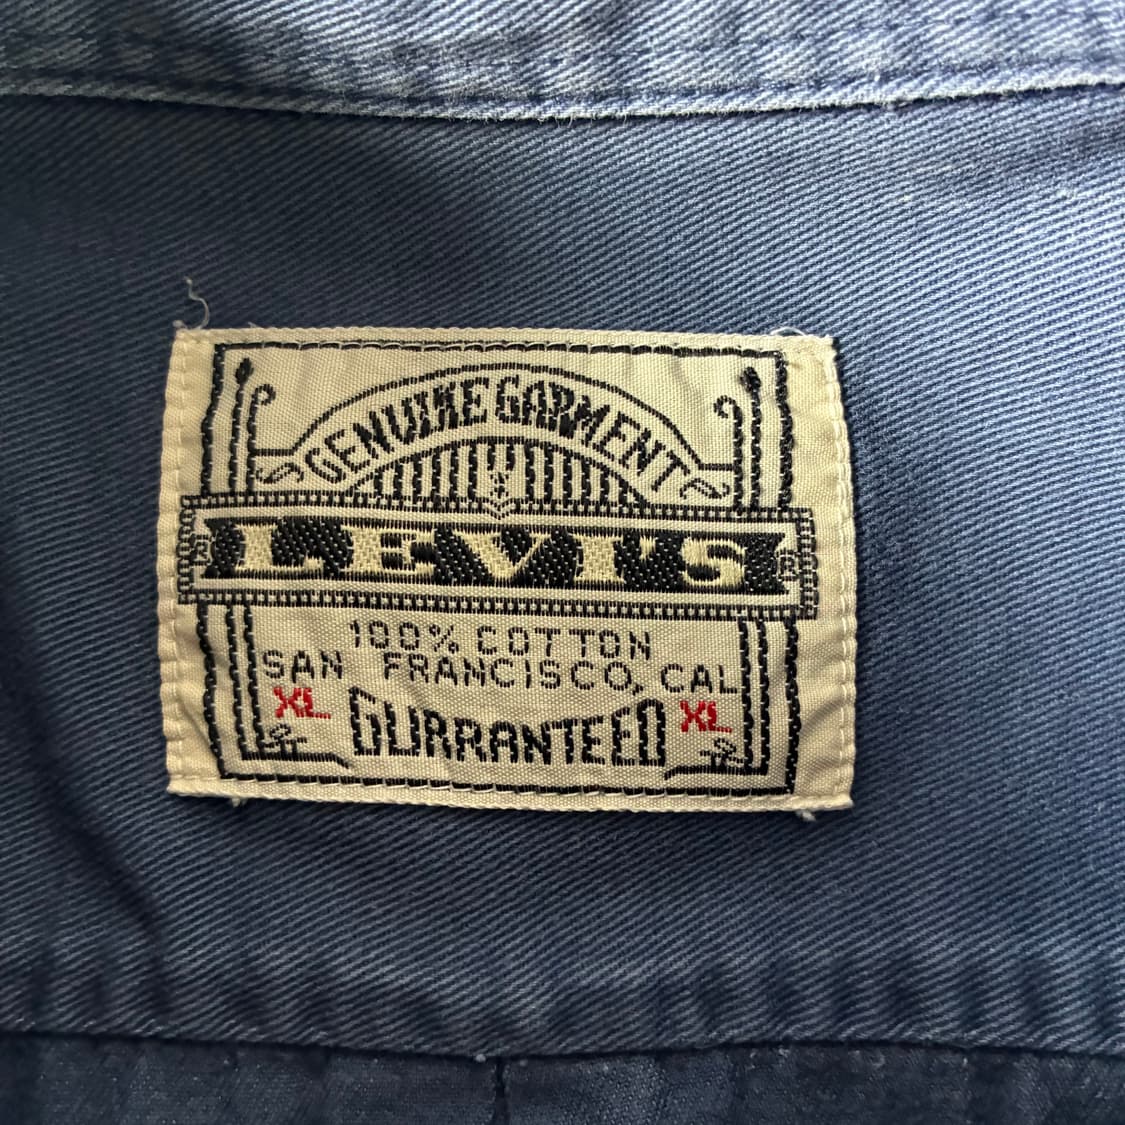 GENUINE GARMENT
® LEVI'S ®
100% COTTON
SAN FRANCISCO, CAL
XL GURRANTEED XL